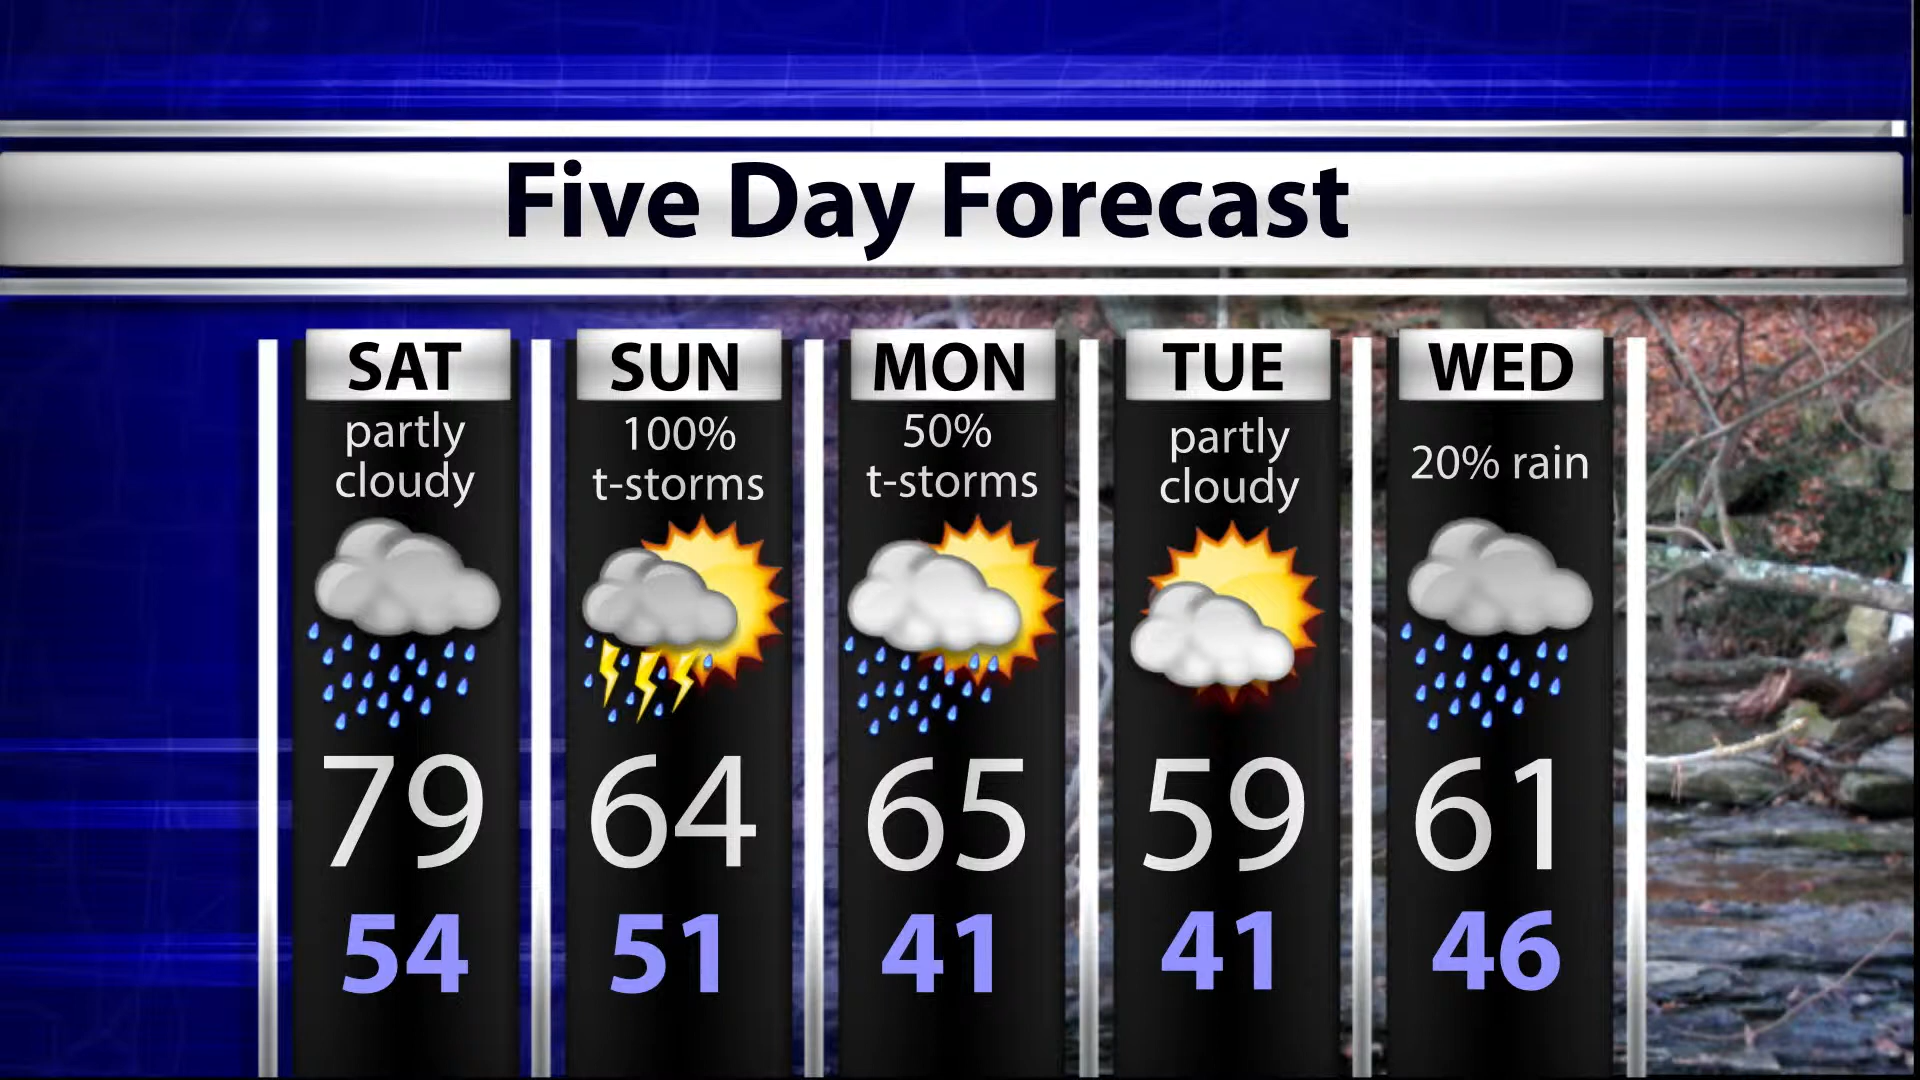 Five Day Forecast
SAT
partly
cloudy
79
54
SUN
100%
t-storms
64
51
MON
50%
t-storms
65
41
TUE
partly
cloudy
59
41
WED
20% rain
61
46